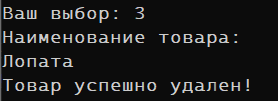 Ваш выбор: 3
Наименование товара:
Лопата
Товар успешно удален!